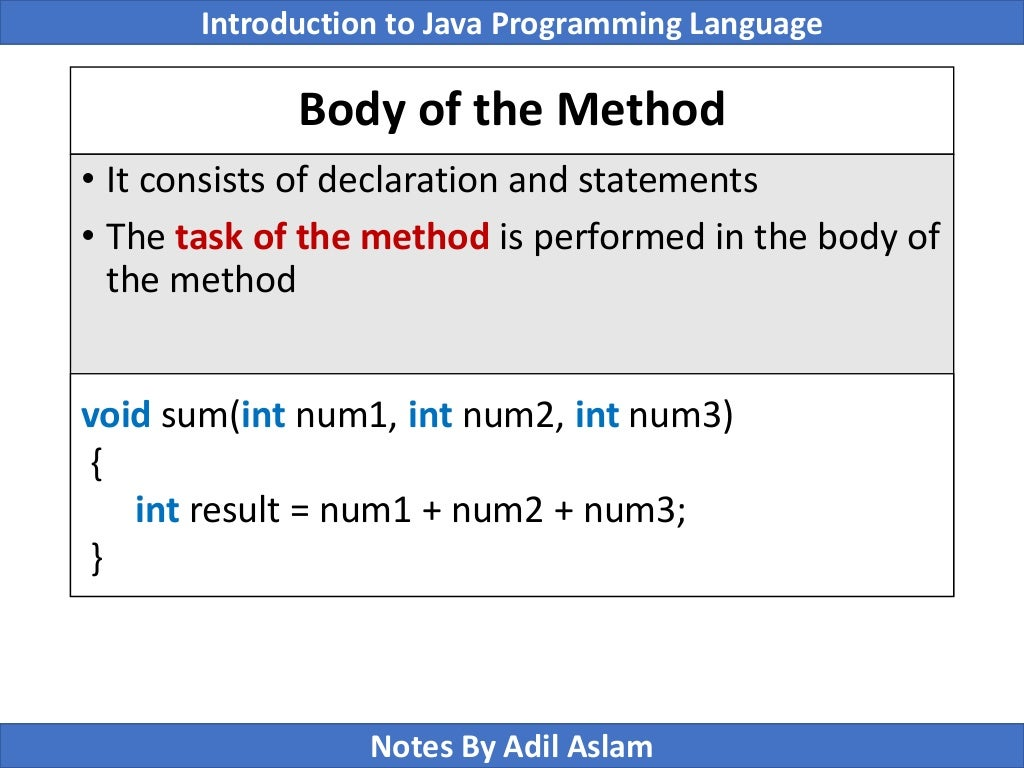 Introduction to Java Programming Language
Body of the Method
• It consists of declaration and statements
• The task of the method is performed in the body of
the method
void sum(int num1, int num2, int num3)
{
int result = num1 + num2 + num3;
}
Notes By Adil Aslam